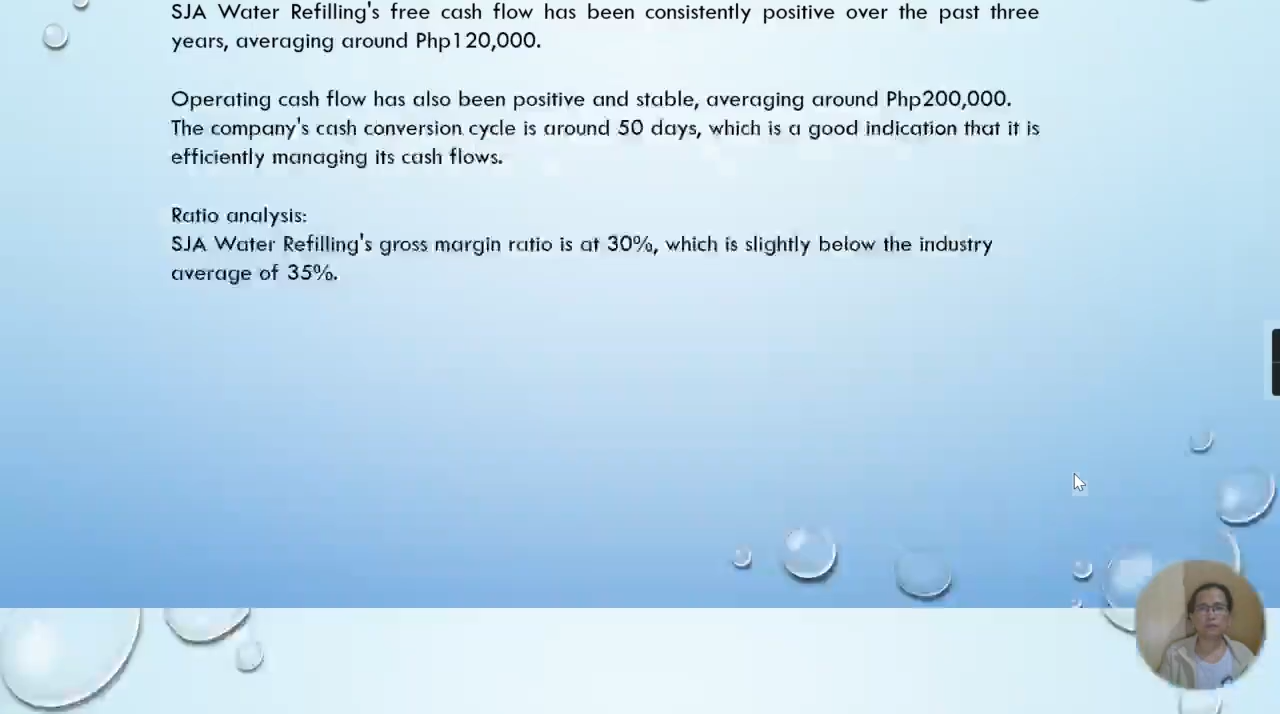 SJA Water Refilling's free cash flow has been consistently positive over the past three
years, averaging around Php120,000.
Operating cash flow has also been positive and stable, averaging around Php200,000.
The company's cash conversion cycle is around 50 days, which is a good indication that it is
efficiently managing its cash flows.
Ratio analysis:
SJA Water Refilling's gross margin ratio is at 30%, which is slightly below the industry
average of 35%.